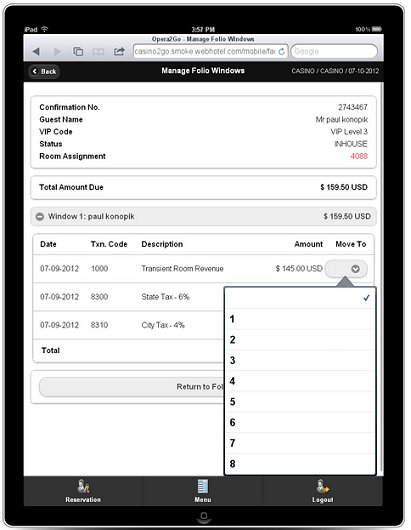 iPad 3:57 PM 100%
Opera2Go - Manage Folio Windows
casino2go.smoke.webhotel.com/mobile/fac Google
Back Manage Folio Windows CASINO / CASINO / 07-10-2012
Confirmation No. 2743467
Guest Name Mr paul konopik
VIP Code VIP Level.3
Status INHOUSE
Room Assignment 4088
Total Amount Due $ 159.50 USD
Window 1: paul konopik $ 159.50 USD
Date Txn. Code Description Amount Move To
07-09-2012 1000 Transient Room Revenue $ 145.00 USD
07-09-2012 8300 State Tax - 6%
07-09-2012 8310 City Tax - 4%
Total
Return to Fol
1
2
3
4
5
6
7
8
Reservation Menu Logout